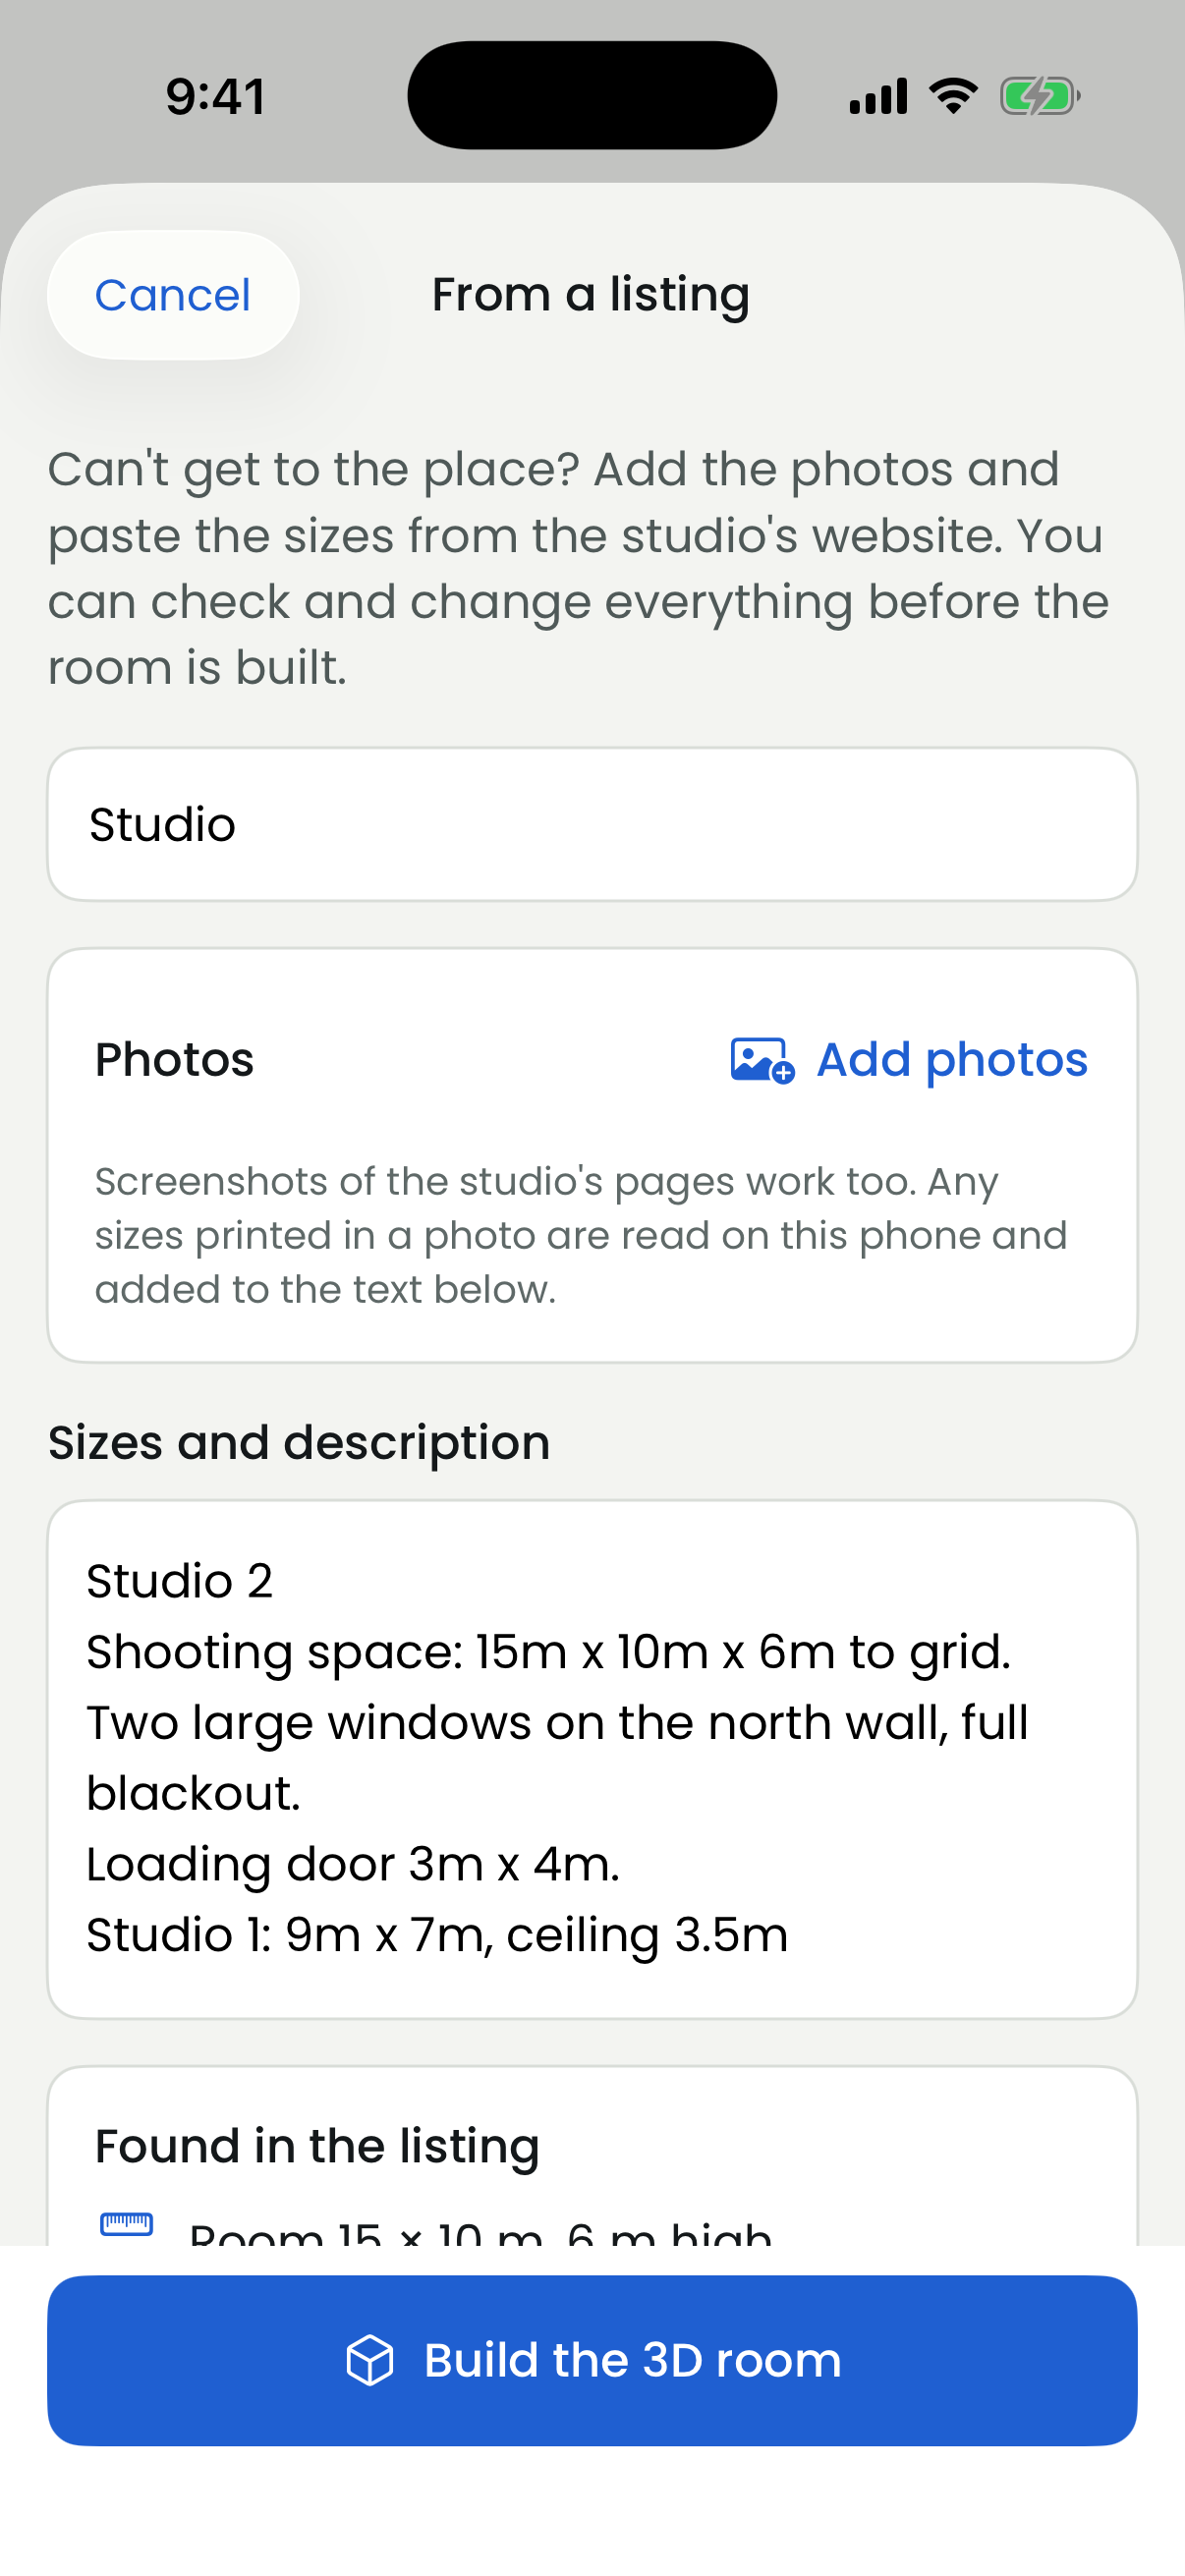 9:41
Cancel
From a listing
Can't get to the place? Add the photos and
paste the sizes from the studio's website. You
can check and change everything before the
room is built.
Studio
Photos
Add photos
Screenshots of the studio's pages work too. Any
sizes printed in a photo are read on this phone and
added to the text below.
Sizes and description
Studio 2
Shooting space: 15m x 10m x 6m to grid.
Two large windows on the north wall, full
blackout.
Loading door 3m x 4m.
Studio 1: 9m x 7m, ceiling 3.5m
Found in the listing
Room 15 × 10 m, 6 m high
Build the 3D room